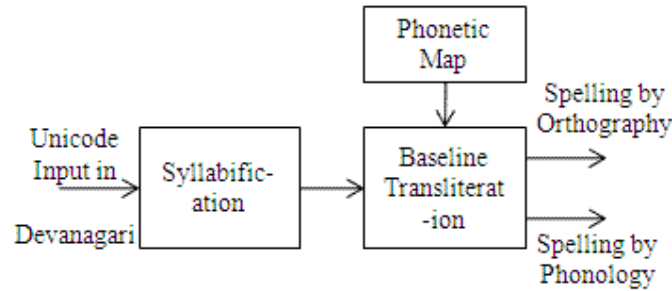 Phonetic
Map
Unicode
Input in
Devanagari
Syllabific-
ation
Baseline
Transliterat
-ion
Spelling by
Orthography
Spelling by
Phonology